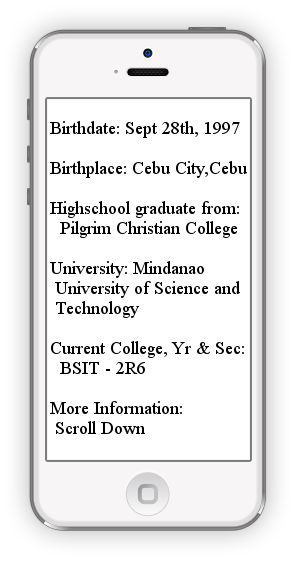 Birthdate: Sept 28th, 1997
Birthplace: Cebu City,Cebu
Highschool graduate from:
Pilgrim Christian College
University: Mindanao
University of Science and
Technology
Current College, Yr & Sec:
BSIT - 2R6
More Information:
Scroll Down